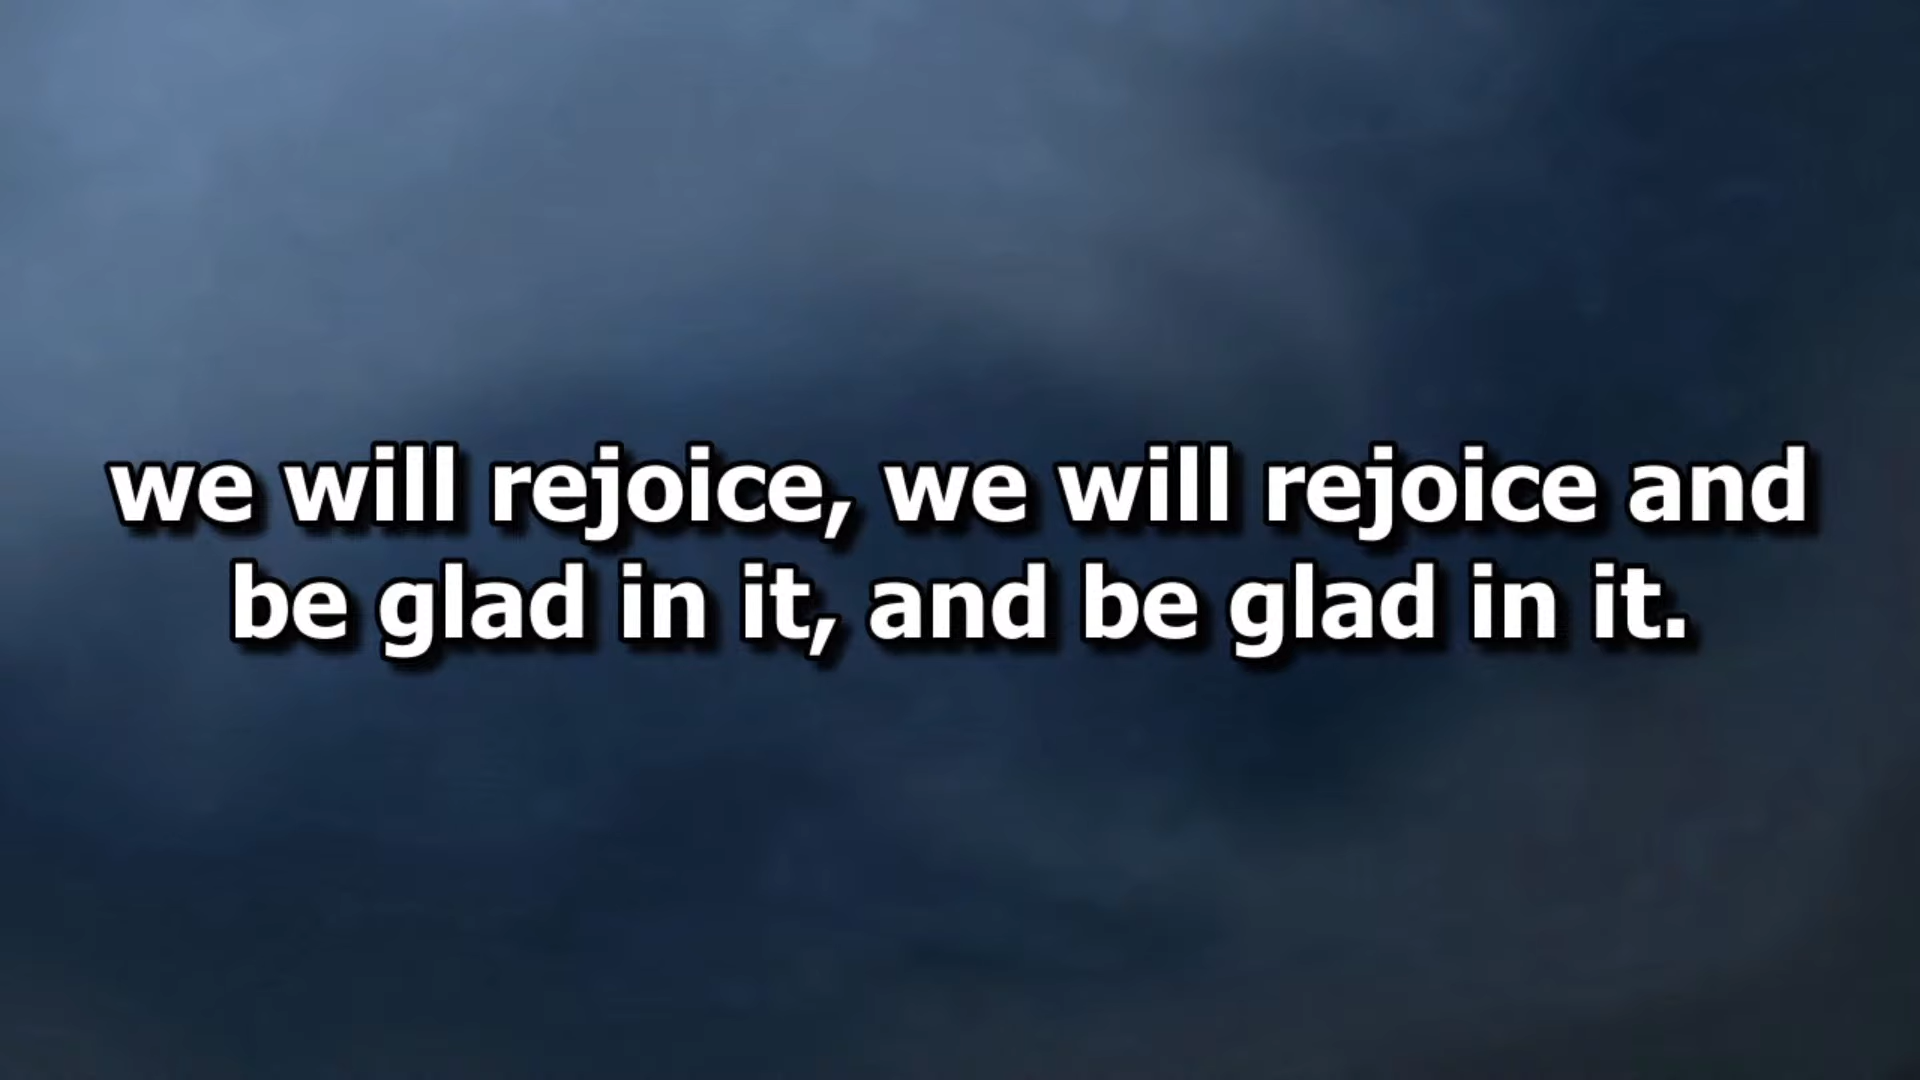 we will rejoice, we will rejoice and
be glad in it, and be glad in it.